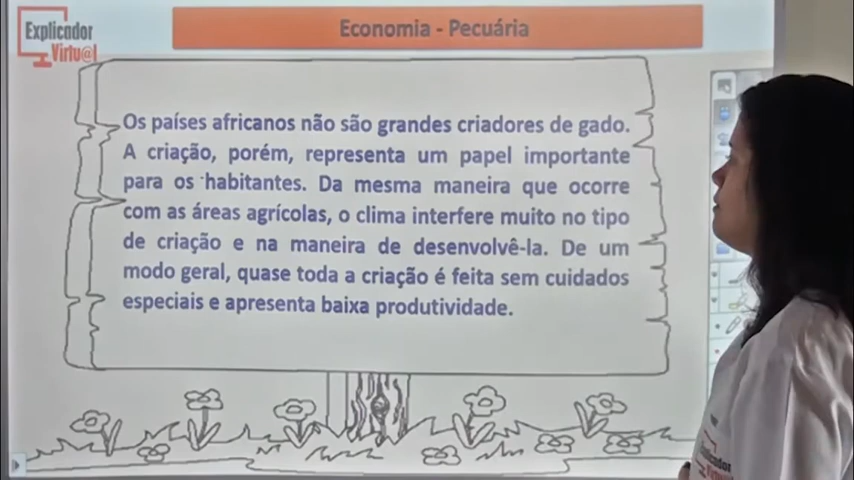 Explicador
Virtu@l
Economia - Pecuária
Os países africanos não são grandes criadores de gado.
A criação, porém, representa um papel importante
para os habitantes. Da mesma maneira que ocorre
com as áreas agrícolas, o clima interfere muito no tipo
de criação e na maneira de desenvolvê-la. De um
modo geral, quase toda a criação é feita sem cuidados
especiais e apresenta baixa produtividade.
Explicador
Virtu@l